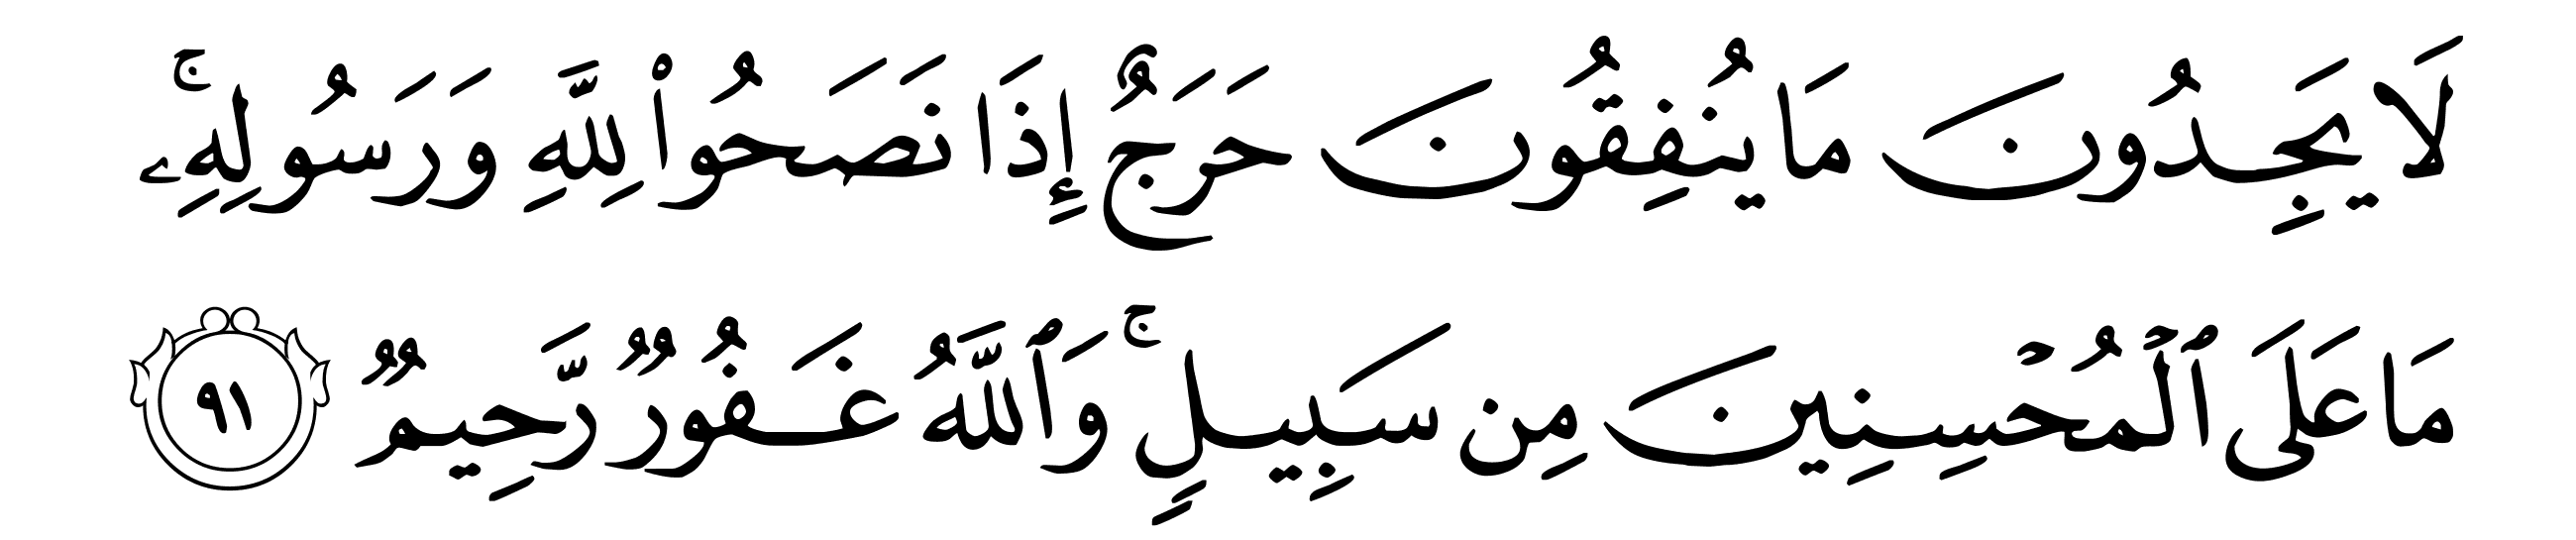 لَا يَجِدُونَ مَا يُنفِقُونَ حَرَجٌ إِذَا نَصَحُوا۟ لِلَّهِ وَرَسُولِهِۦۚ
مَا عَلَى ٱلْمُحْسِنِينَ مِن سَبِيلٍۚ وَٱللَّهُ غَفُورٌ رَّحِيمٌ ٩١